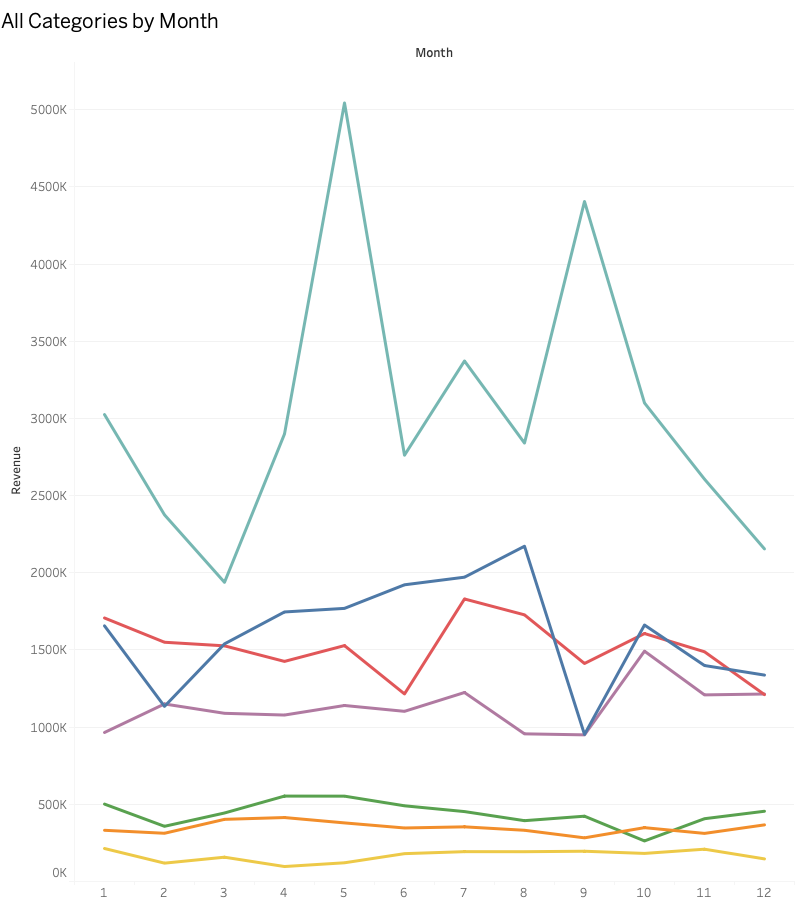 All Categories by Month
Month
5000K
4500K
4000K
3500K
3000K
2500K
2000K
1500K
1000K
500K
0K
Revenue
1 2 3 4 5 6 7 8 9 10 11 12